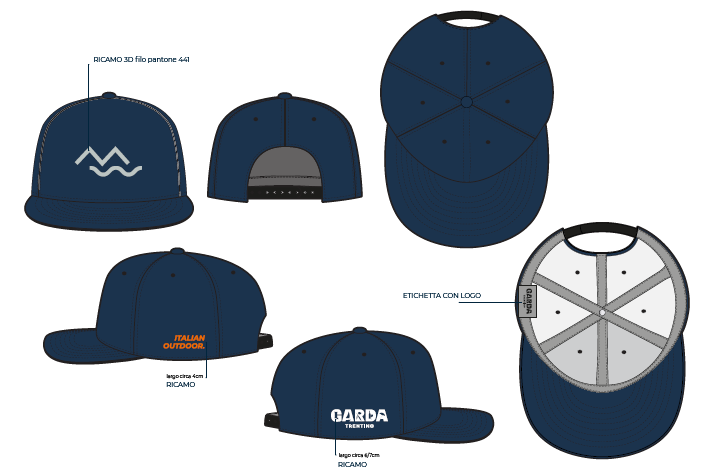 RICAMO 3D filo pantone 441
ETICHETTA CON LOGO
GARDA
ITALIAN
OUTDOOR.
largo circa 4cm
RICAMO
GARDA
TRENTINO
largo circa 6/7cm
RICAMO